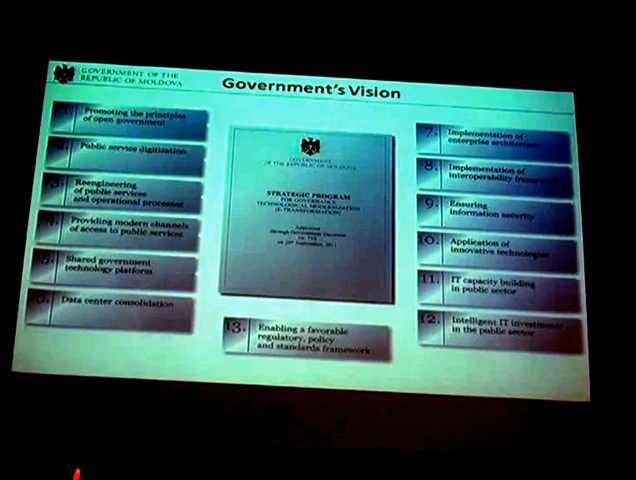 GOVERNMENT OF THE
REPUBLIC OF MOLDOVA
Government's Vision
1. Promoting the principles
of open government
2. Public service digitization
3. Reengineering
of public services
and operational processes
4. Providing modern channels
of access to public services
5. Shared government
technology platform
6. Data center consolidation
GOVERNMENT
OF THE REPUBLIC OF MOLDOVA
STRATEGIC PROGRAM
FOR GOVERNANCE
TECHNOLOGICAL MODERNIZATION
(E-TRANSFORMATION)
Approved
through Government Decision
on 20th September, 2011
7. Implementation of
enterprise architecture
8. Implementation of
interoperability framework
9. Ensuring
information security
10. Application of
innovative technologies
11. IT capacity building
in public sector
12. Intelligent IT investments
in the public sector
13. Enabling a favorable
regulatory, policy
and standards framework